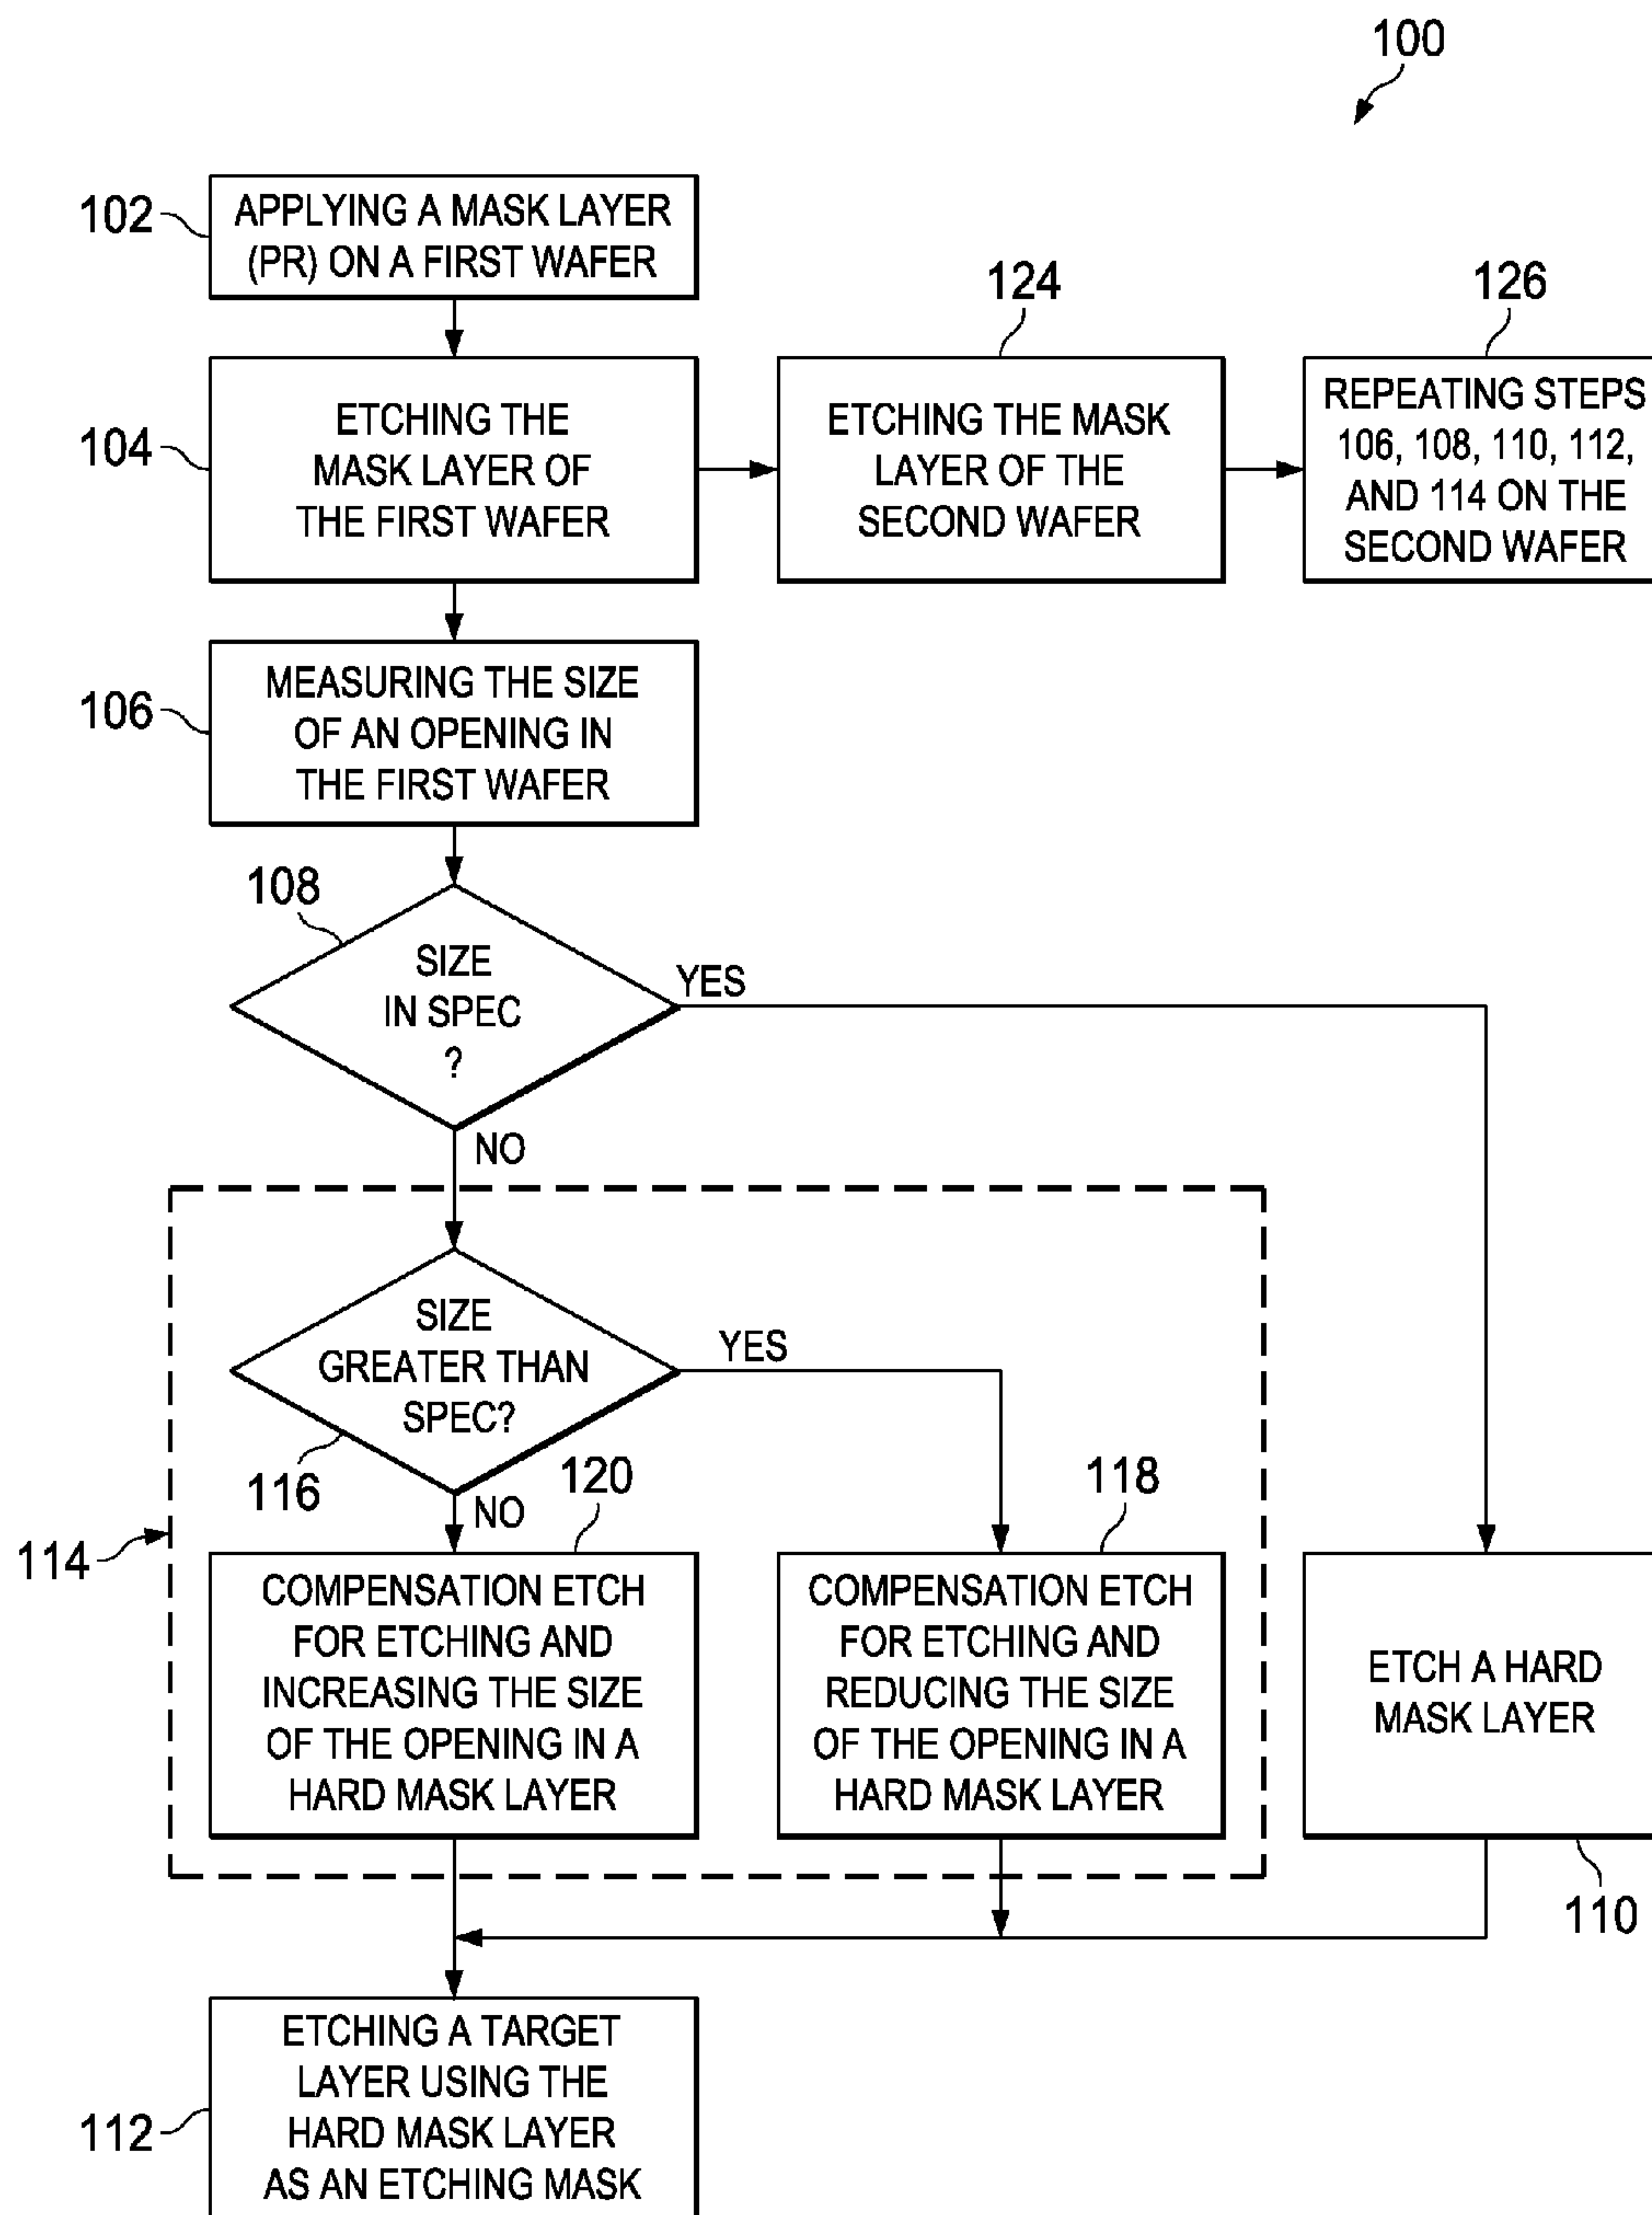 100
102
APPLYING A MASK LAYER
(PR) ON A FIRST WAFER
104
ETCHING THE
MASK LAYER OF
THE FIRST WAFER
124
ETCHING THE MASK
LAYER OF THE
SECOND WAFER
126
REPEATING STEPS
106, 108, 110, 112,
AND 114 ON THE
SECOND WAFER
106
MEASURING THE SIZE
OF AN OPENING IN
THE FIRST WAFER
108
SIZE
IN SPEC
?
YES
NO
114
116
SIZE
GREATER THAN
SPEC?
YES
NO
120
COMPENSATION ETCH
FOR ETCHING AND
INCREASING THE SIZE
OF THE OPENING IN A
HARD MASK LAYER
118
COMPENSATION ETCH
FOR ETCHING AND
REDUCING THE SIZE
OF THE OPENING IN A
HARD MASK LAYER
ETCH A HARD
MASK LAYER
110
112
ETCHING A TARGET
LAYER USING THE
HARD MASK LAYER
AS AN ETCHING MASK